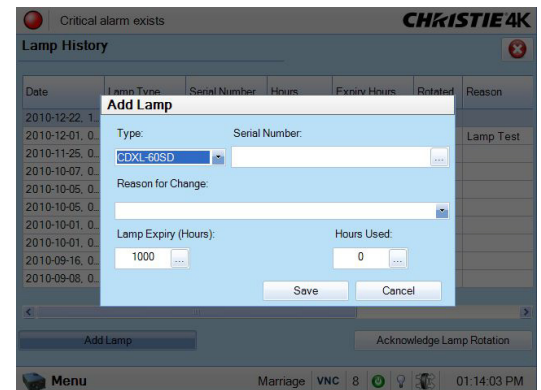 Critical alarm exists
CHRISTIE 4K
Lamp History
Date Lamp Type Serial Number Hours Expiry Hours Rotated Reason
Add Lamp
2010-12-22, 1...
2010-12-01, 0... Lamp Test
2010-11-25, 0...
2010-10-07, 0...
2010-10-05, 0...
2010-10-05, 0...
2010-10-01, 0...
2010-10-01, 0...
2010-09-16, 0...
2010-09-08, 0...
Type: Serial Number:
CDXL-60SD ...
Reason for Change:
Lamp Expiry (Hours): Hours Used:
1000 ... 0 ...
Save Cancel
Add Lamp Acknowledge Lamp Rotation
Menu Marriage VNC 8 01:14:03 PM